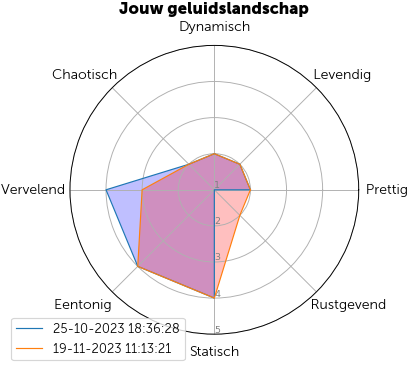 Jouw geluidslandschap
Dynamisch
Chaotisch
Levendig
Vervelend
Prettig
1
2
3
4
5
Eentonig
Rustgevend
Statisch
25-10-2023 18:36:28
19-11-2023 11:13:21